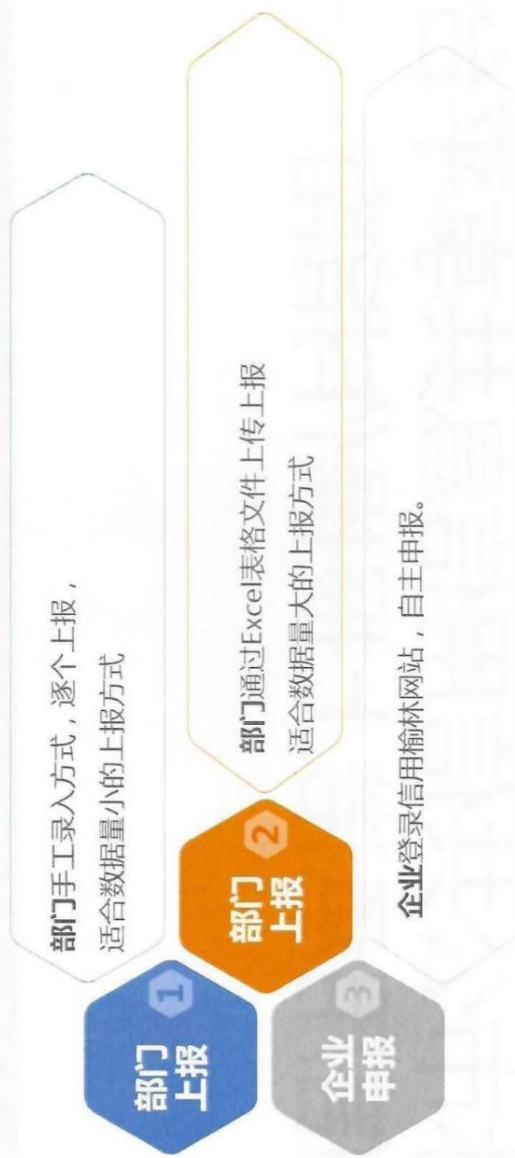 部门
上报
1
部门手工录入方式，逐个上报，
适合数据量小的上报方式
部门
上报
2
部门通过Excel表格文件上传上报
适合数据量大的上报方式
企业
申报
3
企业登录信用榆林网站，自主申报。